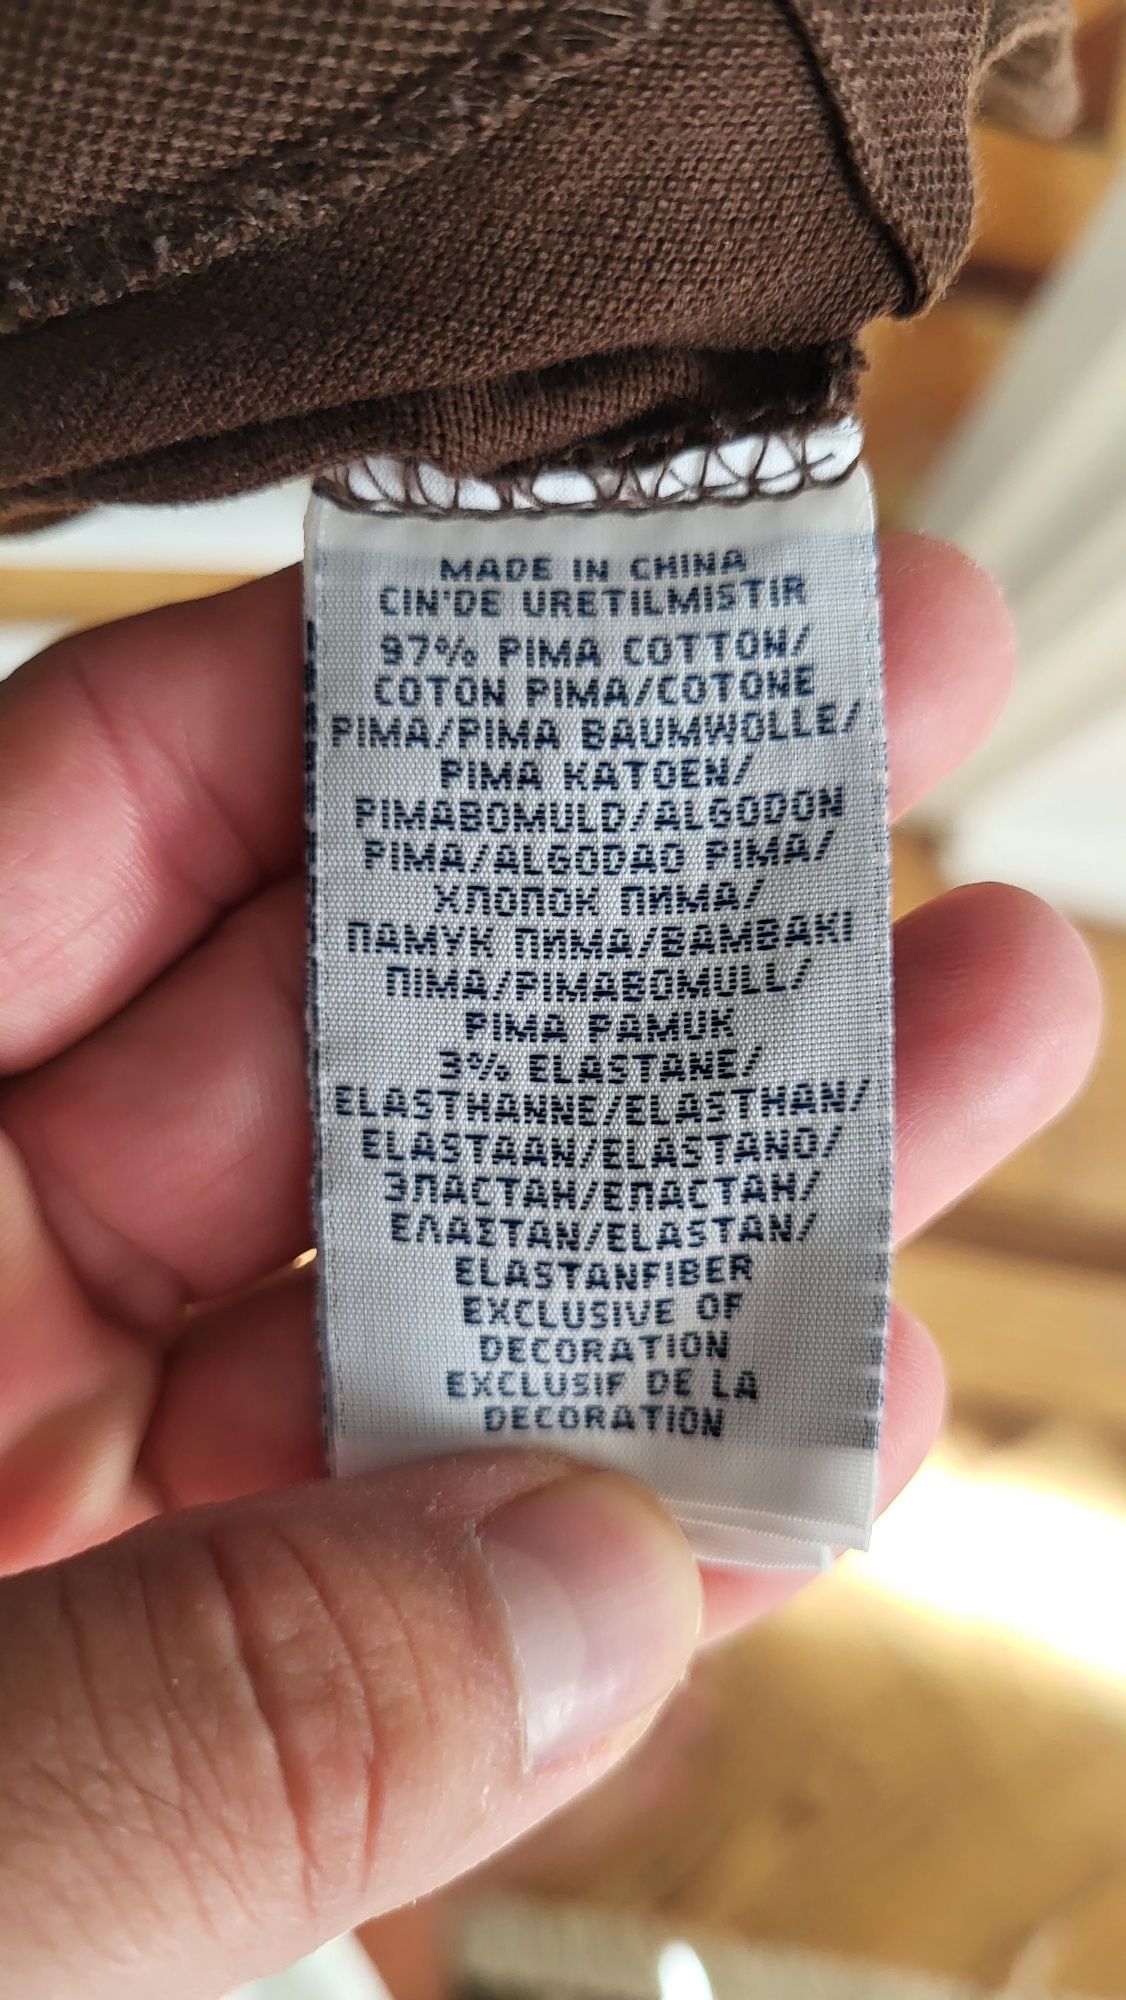 MADE IN CHINA
CIN'DE URETILMISTIR
97% PIMA COTTON/
COTON PIMA/COTONE
PIMA/PIMA BAUMWOLLE/
PIMA KATOEN/
PIMABOMULD/ALGODON
PIMA/ALGODAO PIMA/
ХЛОПОК ПИМА/
ПАМУК ПИМА/ΒΑΜΒΑΚΙ
ΠΙΜΑ/PIMABOMULL/
PIMA PAMUK
3% ELASTANE/
ELASTHANNE/ELASTHAN/
ELASTAAN/ELASTANO/
ЭЛАСТАН/ЕЛАСТАН/
ΕΛΑΣΤΑΝ/ELASTAN/
ELASTANFIBER
EXCLUSIVE OF
DECORATION
EXCLUSIF DE LA
DECORATION